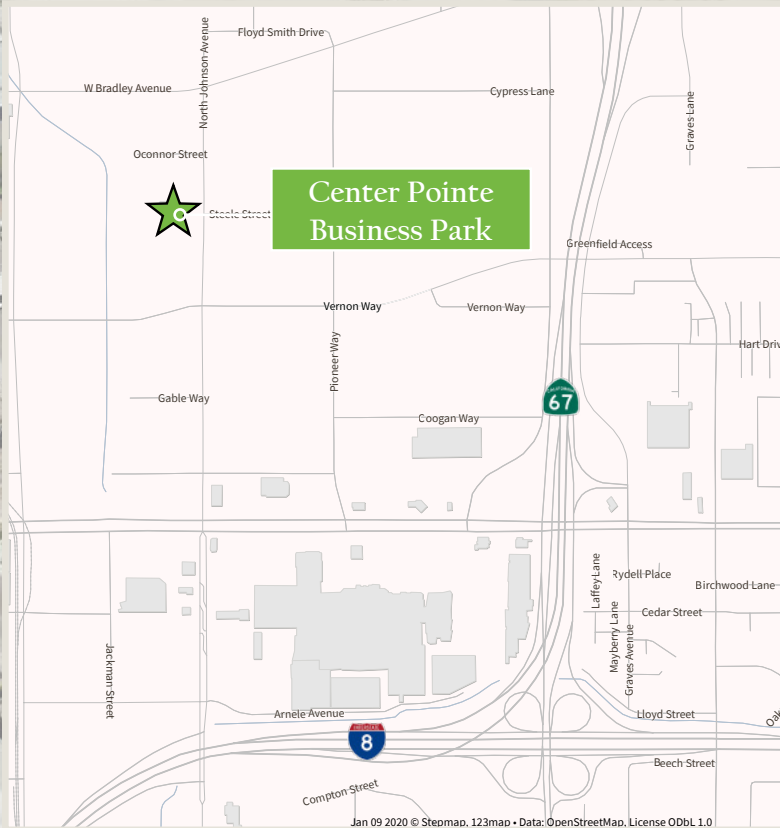 Floyd Smith Drive
North Johnson Avenue
W Bradley Avenue
Cypress Lane
Graves Lane
Oconnor Street
Steele Street
Center Pointe
Business Park
Greenfield Access
Vernon Way
Vernon Way
Pioneer Way
Hart Driv
Gable Way
67
Coogan Way
Laffey Lane
Rydell Place
Birchwood Lane
Cedar Street
Mayberry Lane
Graves Avenue
Jackman Street
Arnele Avenue
Lloyd Street
Oak
8
Beech Street
Compton Street
Jan 09 2020 © Stepmap, 123map • Data: OpenStreetMap, License ODbL 1.0